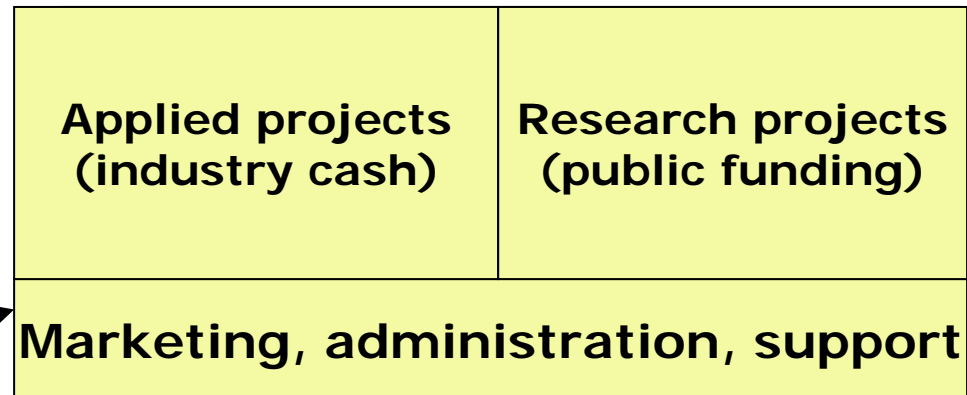 Applied projects
(industry cash)
Research projects
(public funding)
Marketing, administration, support